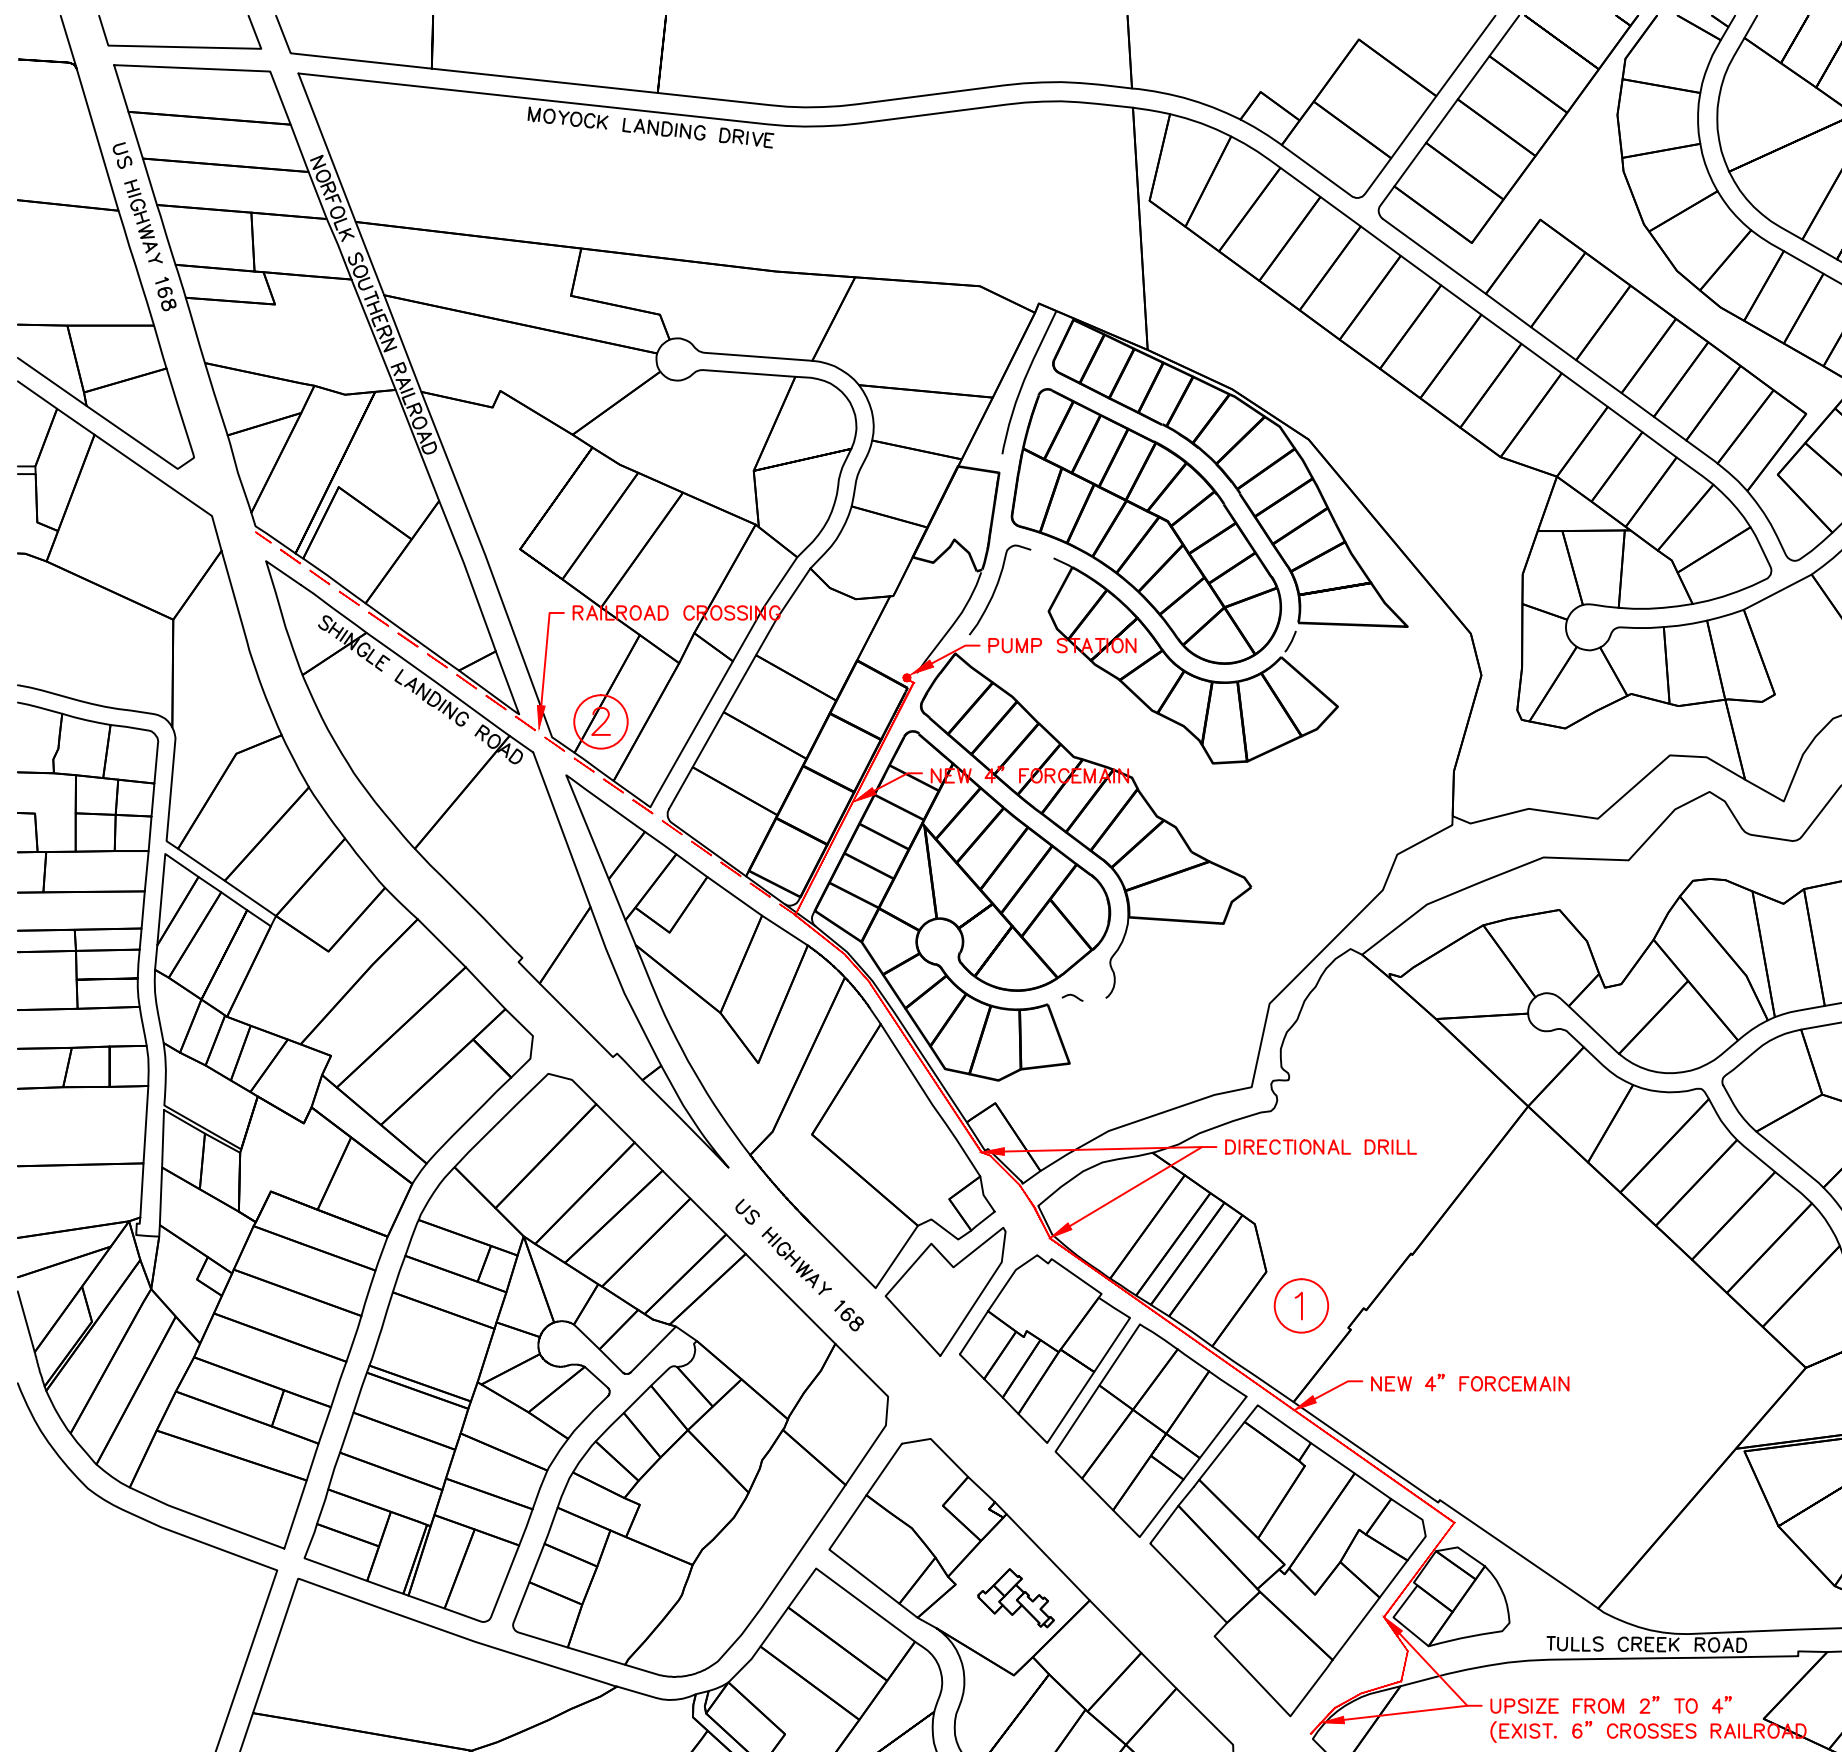 MOYOCK LANDING DRIVE
US HIGHWAY 168
NORFOLK SOUTHERN RAILROAD
RAILROAD CROSSING
SHINGLE LANDING ROAD
PUMP STATION
2
NEW 4" FORCEMAIN
DIRECTIONAL DRILL
US HIGHWAY 168
1
NEW 4" FORCEMAIN
TULLS CREEK ROAD
UPSIZE FROM 2" TO 4"
(EXIST. 6" CROSSES RAILROAD